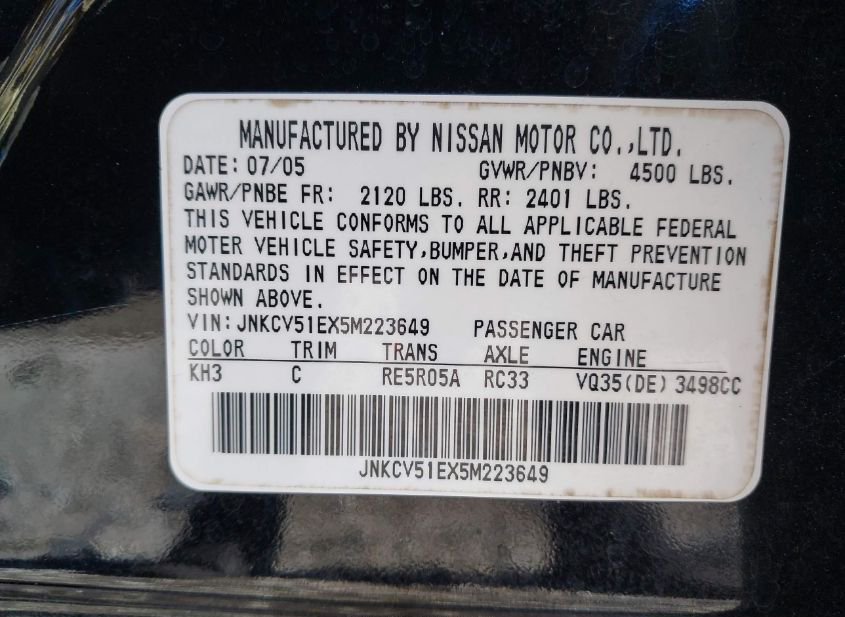 MANUFACTURED BY NISSAN MOTOR CO.,LTD.
DATE: 07/05 GVWR/PNBV: 4500 LBS.
GAWR/PNBE FR: 2120 LBS. RR: 2401 LBS.
THIS VEHICLE CONFORMS TO ALL APPLICABLE FEDERAL
MOTER VEHICLE SAFETY,BUMPER,AND THEFT PREVENTION
STANDARDS IN EFFECT ON THE DATE OF MANUFACTURE
SHOWN ABOVE.
VIN: JNKCV51EX5M223649 PASSENGER CAR
COLOR TRIM TRANS AXLE ENGINE
KH3 C RE5R05A RC33 VQ35(DE) 3498CC
JNKCV51EX5M223649